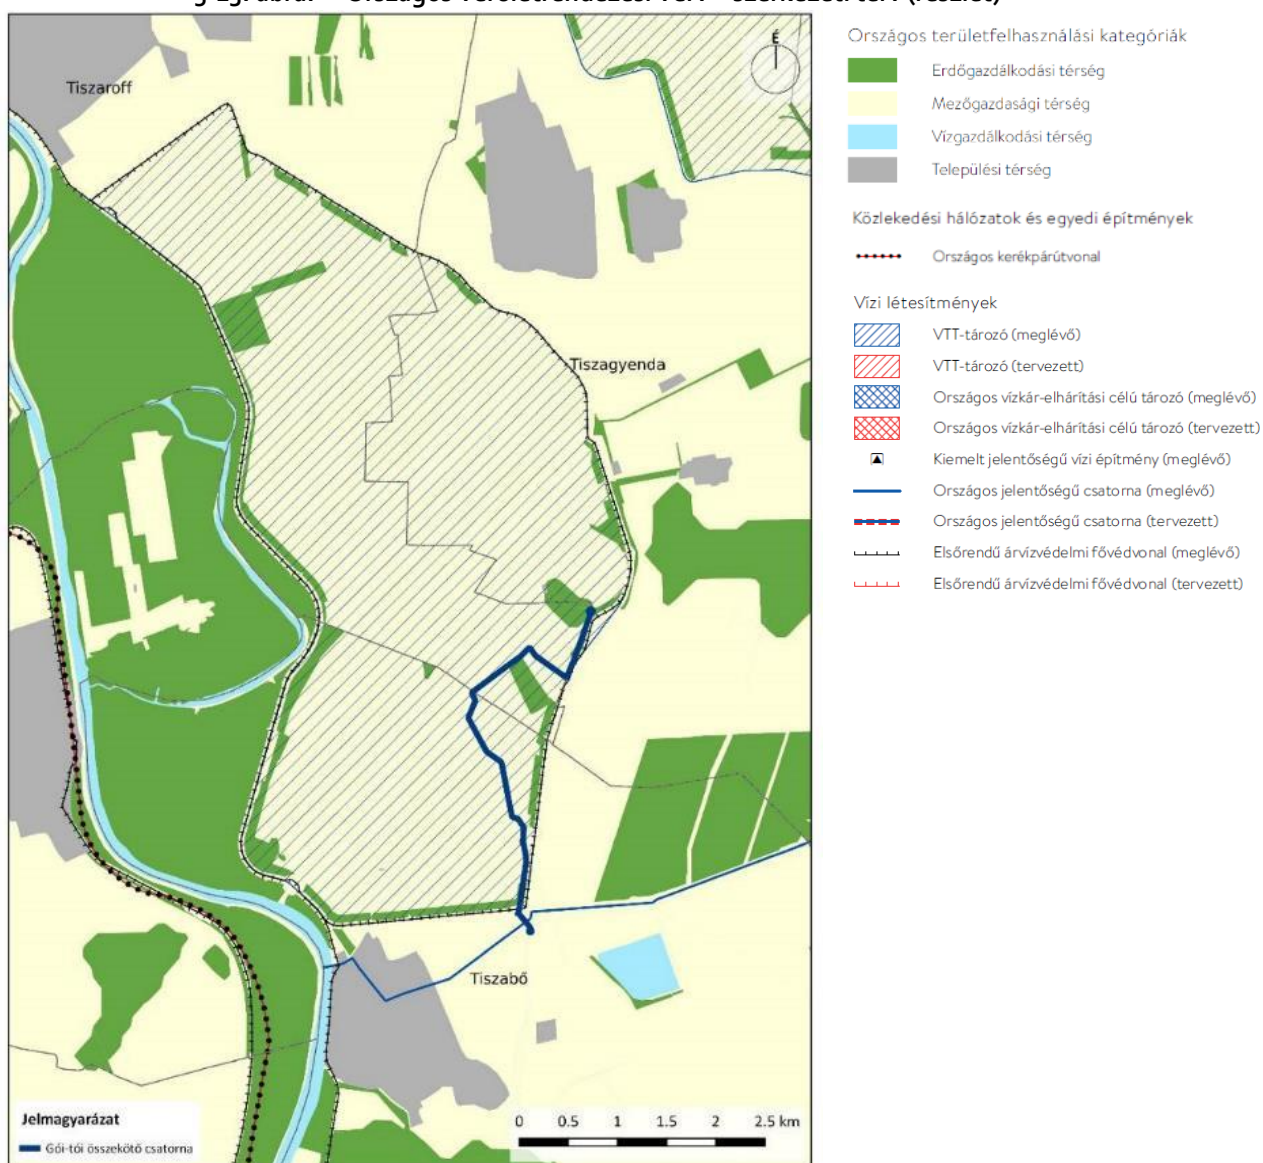 É
Tiszaroff
Tiszagyenda
Tiszabő
Jelmagyarázat
Gói-tói összekötő csatorna
0 0.5 1 1.5 2 2.5 km
Országos területfelhasználási kategóriák
Erdőgazdálkodási térség
Mezőgazdasági térség
Vízgazdálkodási térség
Települési térség
Közlekedési hálózatok és egyedi építmények
Országos kerékpárútvonal
Vízi létesítmények
VTT-tározó (meglévő)
VTT-tározó (tervezett)
Országos vízkár-elhárítási célú tározó (meglévő)
Országos vízkár-elhárítási célú tározó (tervezett)
Kiemelt jelentőségű vízi építmény (meglévő)
Országos jelentőségű csatorna (meglévő)
Országos jelentőségű csatorna (tervezett)
Elsőrendű árvízvédelmi fővédvonal (meglévő)
Elsőrendű árvízvédelmi fővédvonal (tervezett)